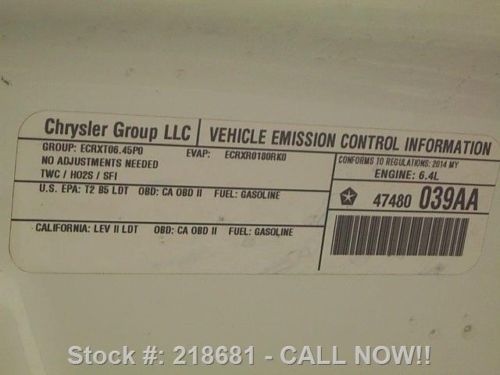 Chrysler Group LLC
VEHICLE EMISSION CONTROL INFORMATION
GROUP: ECRXT06.45P0 EVAP: ECRXR0180RK0
NO ADJUSTMENTS NEEDED
TWC / HO2S / SFI
CONFORMS TO REGULATIONS: 2014 MY
ENGINE: 6.4L
U.S. EPA: T2 B5 LDT OBD: CA OBD II FUEL: GASOLINE
47480 039AA
CALIFORNIA: LEV II LDT OBD: CA OBD II FUEL: GASOLINE
Stock #: 218681 - CALL NOW!!